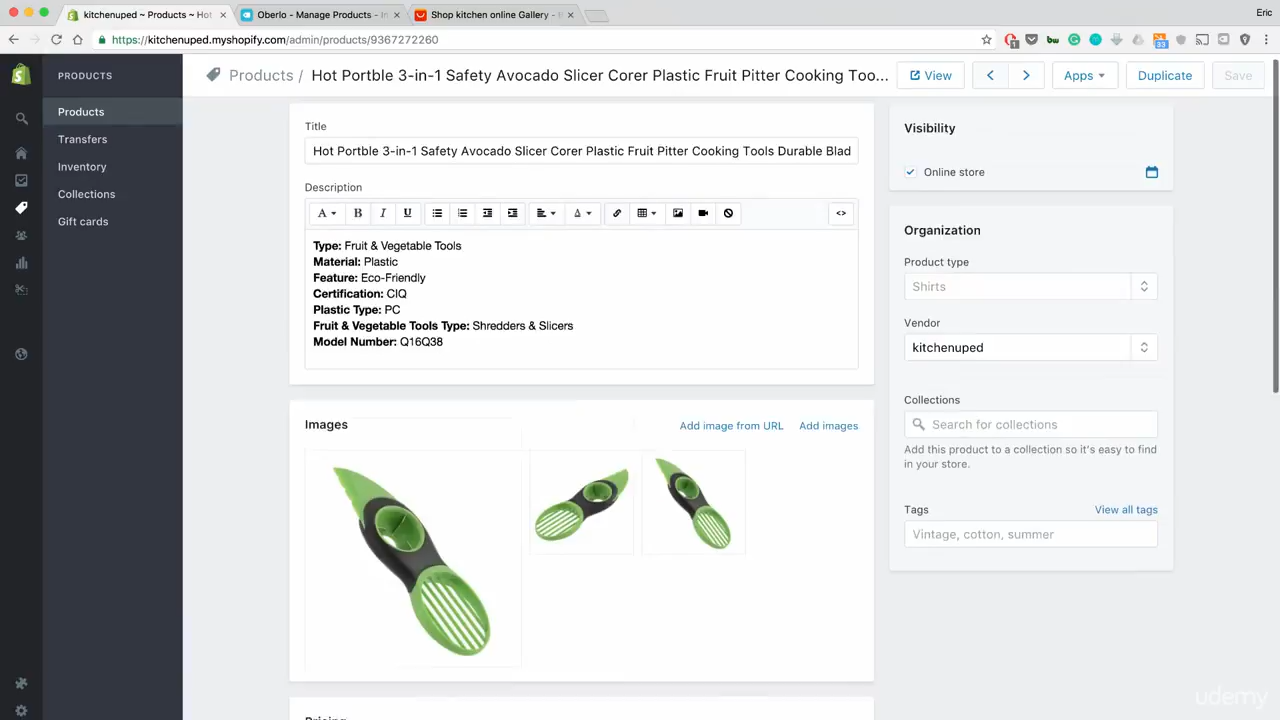 kitchenuped ~ Products ~ Ho
Oberlo - Manage Products - In
Shop kitchen online Gallery - B
Eric
https://kitchenuped.myshopify.com/admin/products/9367272260
33
PRODUCTS
Products
Transfers
Inventory
Collections
Gift cards
Products / Hot Portble 3-in-1 Safety Avocado Slicer Corer Plastic Fruit Pitter Cooking Too...
View
Apps
Duplicate
Save
Title
Hot Portble 3-in-1 Safety Avocado Slicer Corer Plastic Fruit Pitter Cooking Tools Durable Blad
Description
A B I U A <>
Type: Fruit & Vegetable Tools
Material: Plastic
Feature: Eco-Friendly
Certification: CIQ
Plastic Type: PC
Fruit & Vegetable Tools Type: Shredders & Slicers
Model Number: Q16Q38
Images
Add image from URL
Add images
Pricing
Visibility
Online store
Organization
Product type
Shirts
Vendor
kitchenuped
Collections
Search for collections
Add this product to a collection so it's easy to find
in your store.
Tags
View all tags
Vintage, cotton, summer
udemy